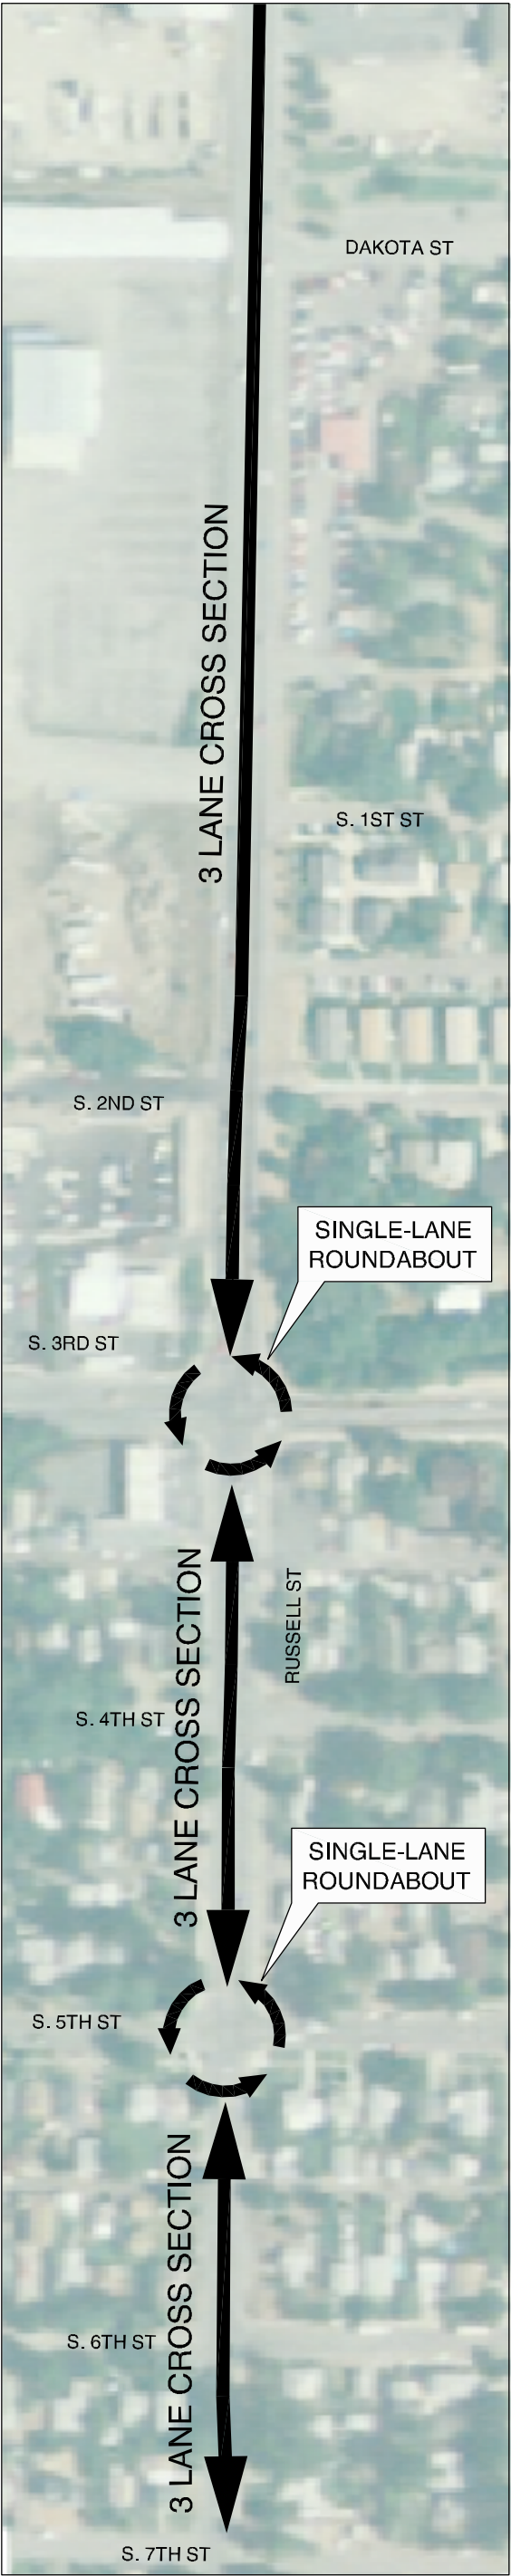 DAKOTA ST
3 LANE CROSS SECTION
S. 1ST ST
S. 2ND ST
SINGLE-LANE
ROUNDABOUT
S. 3RD ST
3 LANE CROSS SECTION
RUSSELL ST
S. 4TH ST
SINGLE-LANE
ROUNDABOUT
S. 5TH ST
3 LANE CROSS SECTION
S. 6TH ST
S. 7TH ST